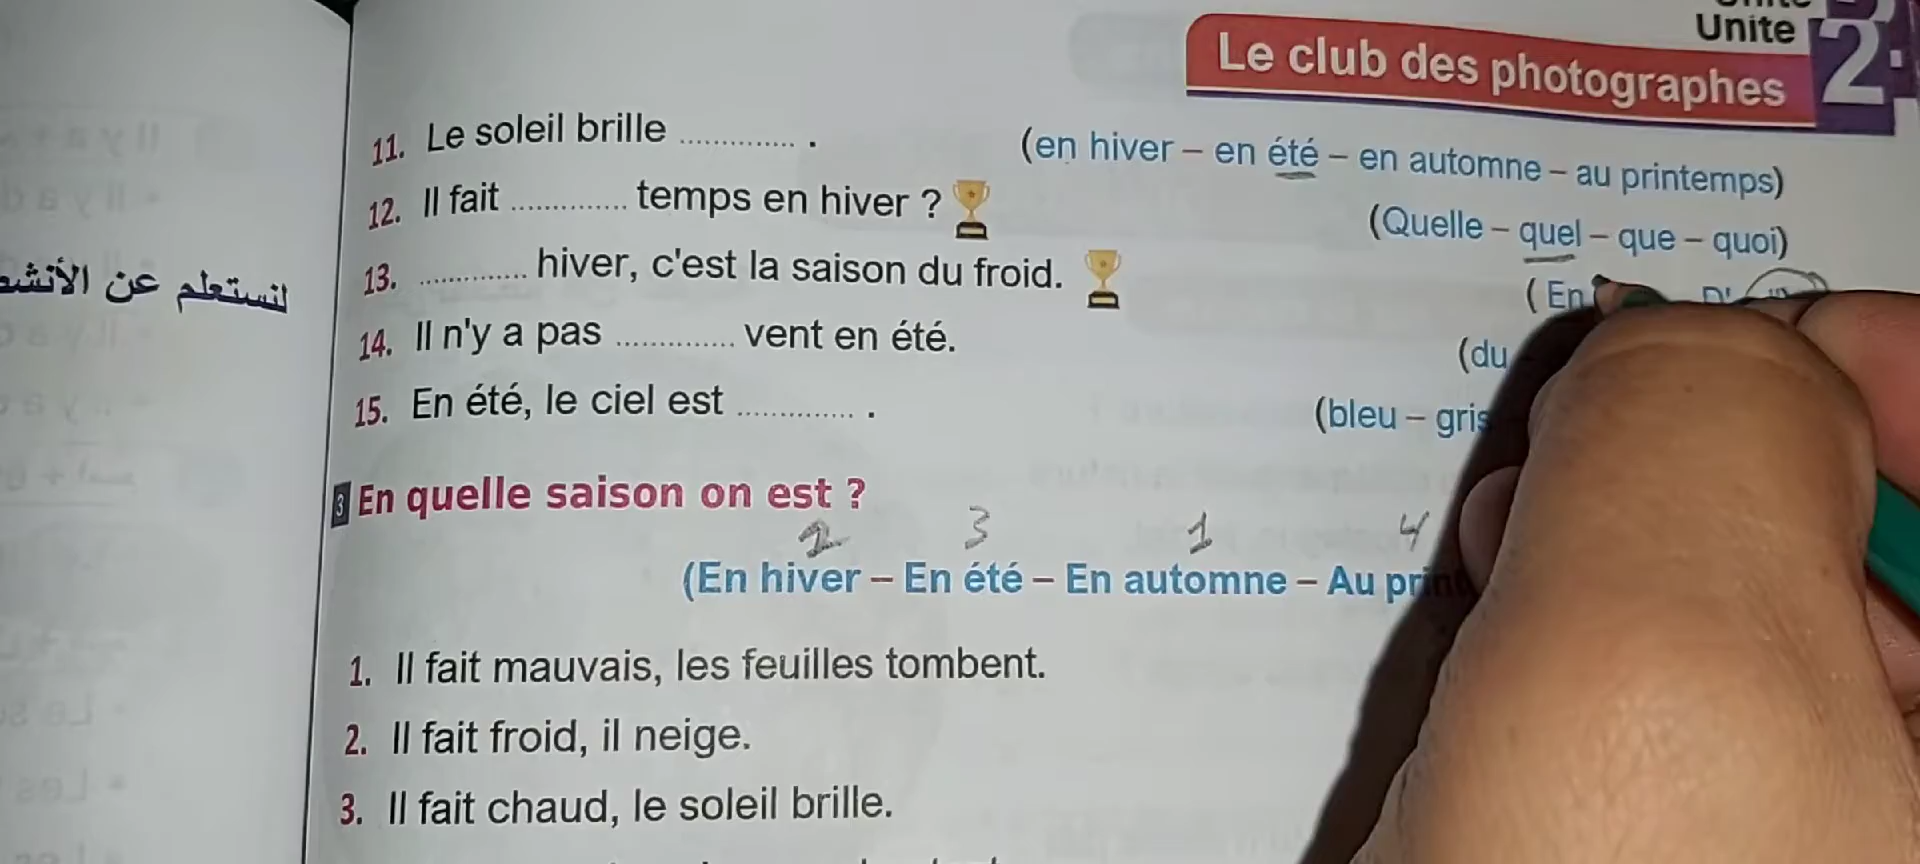 Unite
Le club des photographes
2
11. Le soleil brille .............. . (en hiver – en été – en automne – au printemps)
12. Il fait .............. temps en hiver ? (Quelle – quel – que – quoi)
13. .............. hiver, c'est la saison du froid. ( En D'
14. Il n'y a pas .............. vent en été. (du
15. En été, le ciel est .............. . (bleu – gris
لنستعلم عن
3 En quelle saison on est ?
2 3 1 4
(En hiver – En été – En automne – Au
1. Il fait mauvais, les feuilles tombent.
2. Il fait froid, il neige.
3. Il fait chaud, le soleil brille.